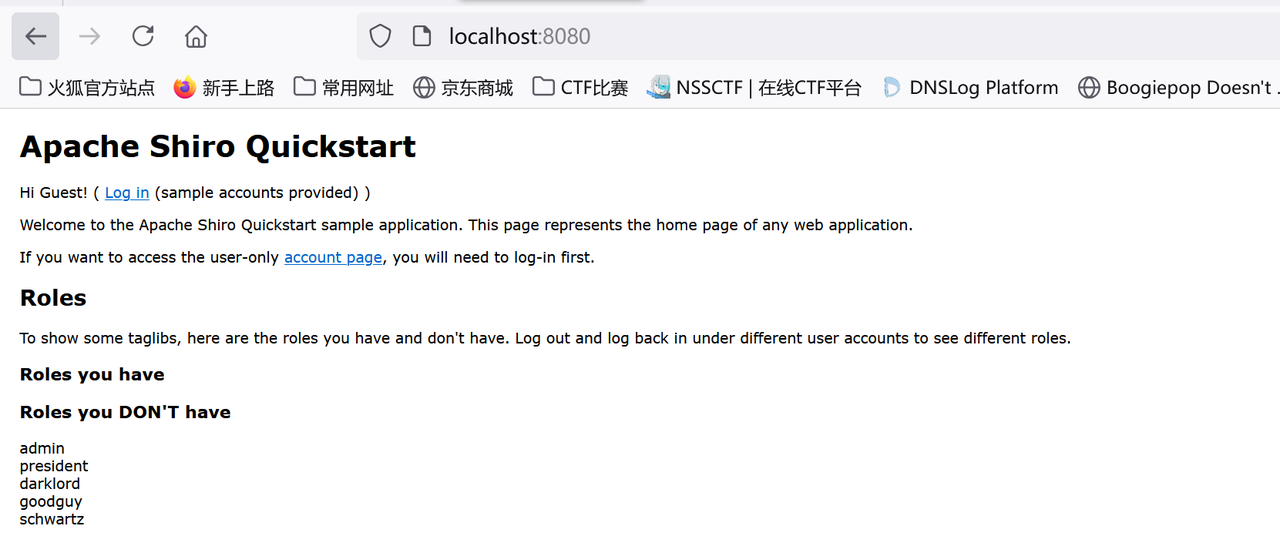 localhost:8080
火狐官方站点 新手上路 常用网址 京东商城 CTF比赛 NSSCTF | 在线CTF平台 DNSLog Platform Boogiepop Doesn't .
Apache Shiro Quickstart
Hi Guest! ( Log in (sample accounts provided) )
Welcome to the Apache Shiro Quickstart sample application. This page represents the home page of any web application.
If you want to access the user-only account page, you will need to log-in first.
Roles
To show some taglibs, here are the roles you have and don't have. Log out and log back in under different user accounts to see different roles.
Roles you have
Roles you DON'T have
admin
president
darklord
goodguy
schwartz